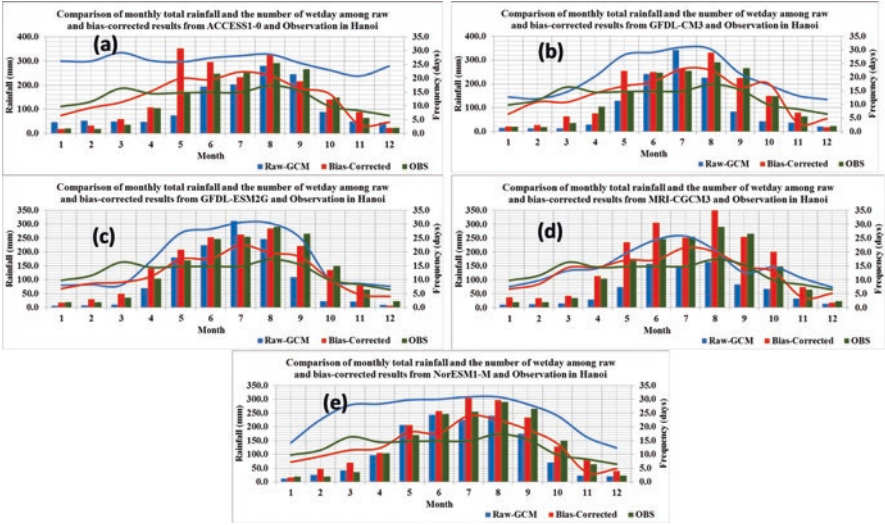 Comparison of monthly total rainfall and the number of wetday among raw
and bias-corrected results from ACCESS1-0 and Observation in Hanoi
(a)
Rainfall (mm)
400.0
300.0
200.0
100.0
0.0
35.0
30.0
25.0
20.0
15.0
10.0
5.0
0.0
Frequency (days)
1 2 3 4 5 6 7 8 9 10 11 12
Month
Raw-GCM Bias-Corrected OBS
Comparison of monthly total rainfall and the number of wetday among raw
and bias-corrected results from GFDL-CM3 and Observation in Hanoi
(b)
Rainfall (mm)
400.0
300.0
200.0
100.0
0.0
35.0
30.0
25.0
20.0
15.0
10.0
5.0
0.0
Frequency (days)
1 2 3 4 5 6 7 8 9 10 11 12
Month
Raw-GCM Bias-Corrected OBS
Comparison of monthly total rainfall and the number of wetday among raw
and bias-corrected results from GFDL-ESM2G and Observation in Hanoi
(c)
Rainfall (mm)
350.0
300.0
250.0
200.0
150.0
100.0
50.0
0.0
35.0
30.0
25.0
20.0
15.0
10.0
5.0
0.0
Frequency (days)
1 2 3 4 5 6 7 8 9 10 11 12
Month
Raw-GCM Bias-Corrected OBS
Comparison of monthly total rainfall and the number of wetday among raw
and bias-corrected results from MRI-CGCM3 and Observation in Hanoi
(d)
Rainfall (mm)
350.0
300.0
250.0
200.0
150.0
100.0
50.0
0.0
35.0
30.0
25.0
20.0
15.0
10.0
5.0
0.0
Frequency (days)
1 2 3 4 5 6 7 8 9 10 11 12
Month
Raw-GCM Bias-Corrected OBS
Comparison of monthly total rainfall and the number of wetday among raw
and bias-corrected results from NorESM1-M and Observation in Hanoi
(e)
Rainfall (mm)
350.0
300.0
250.0
200.0
150.0
100.0
50.0
0.0
35.0
30.0
25.0
20.0
15.0
10.0
5.0
0.0
Frequency (days)
1 2 3 4 5 6 7 8 9 10 11 12
Month
Raw-GCM Bias-Corrected OBS